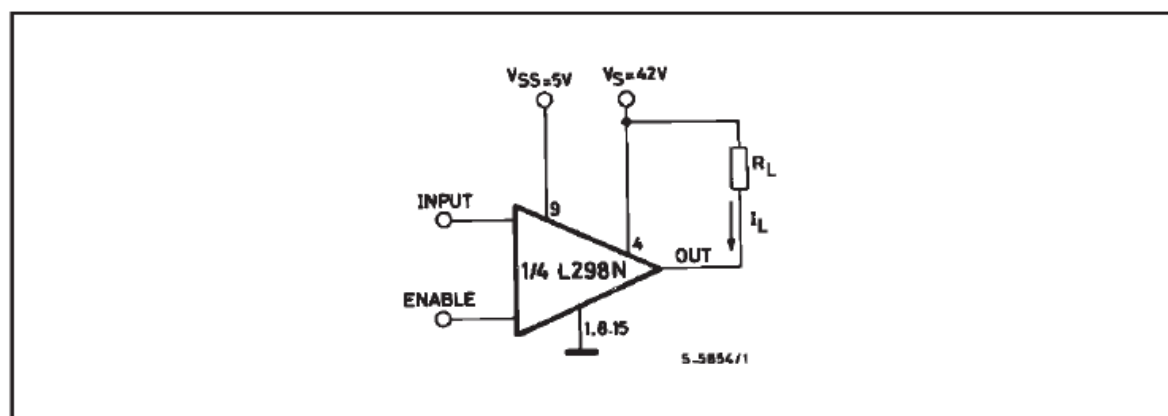 VSS=5V VS=42V
RL
INPUT
9
IL
4
OUT
1/4 L298N
ENABLE
1.8.15
S-5854/1